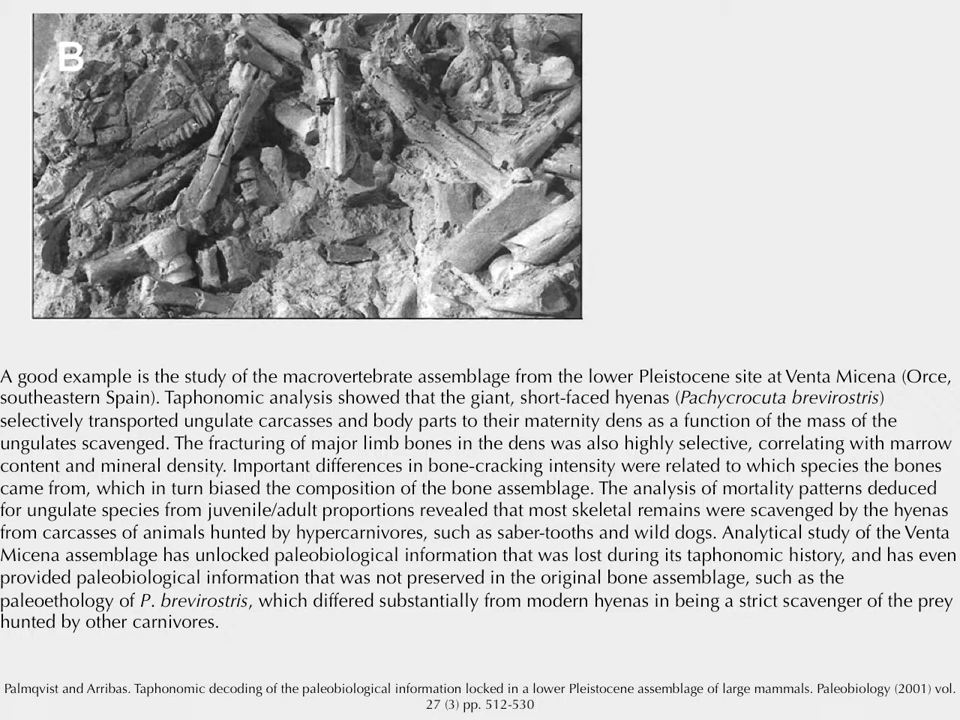 B
A good example is the study of the macrovertebrate assemblage from the lower Pleistocene site at Venta Micena (Orce,
southeastern Spain). Taphonomic analysis showed that the giant, short-faced hyenas (Pachycrocuta brevirostris)
selectively transported ungulate carcasses and body parts to their maternity dens as a function of the mass of the
ungulates scavenged. The fracturing of major limb bones in the dens was also highly selective, correlating with marrow
content and mineral density. Important differences in bone-cracking intensity were related to which species the bones
came from, which in turn biased the composition of the bone assemblage. The analysis of mortality patterns deduced
for ungulate species from juvenile/adult proportions revealed that most skeletal remains were scavenged by the hyenas
from carcasses of animals hunted by hypercarnivores, such as saber-tooths and wild dogs. Analytical study of the Venta
Micena assemblage has unlocked paleobiological information that was lost during its taphonomic history, and has even
provided paleobiological information that was not preserved in the original bone assemblage, such as the
paleoethology of P. brevirostris, which differed substantially from modern hyenas in being a strict scavenger of the prey
hunted by other carnivores.
Palmqvist and Arribas. Taphonomic decoding of the paleobiological information locked in a lower Pleistocene assemblage of large mammals. Paleobiology (2001) vol.
27 (3) pp. 512-530